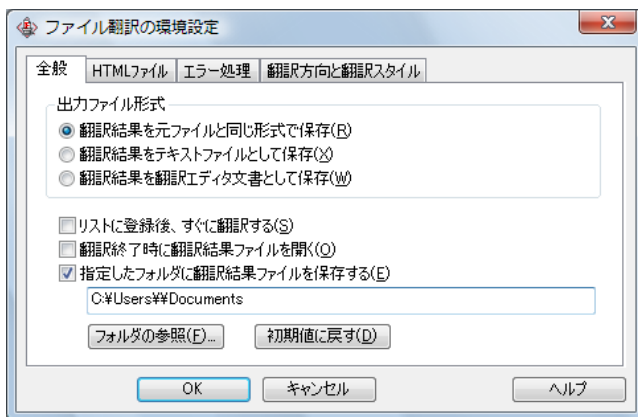 ファイル翻訳の環境設定
全般 HTMLファイル エラー処理 翻訳方向と翻訳スタイル
出力ファイル形式
翻訳結果を元ファイルと同じ形式で保存(R)
翻訳結果をテキストファイルとして保存(X)
翻訳結果を翻訳エディタ文書として保存(W)
リストに登録後、すぐに翻訳する(S)
翻訳終了時に翻訳結果ファイルを開く(O)
指定したフォルダに翻訳結果ファイルを保存する(E)
C:¥Users¥¥Documents
フォルダの参照(F)... 初期値に戻す(D)
OK キャンセル ヘルプ